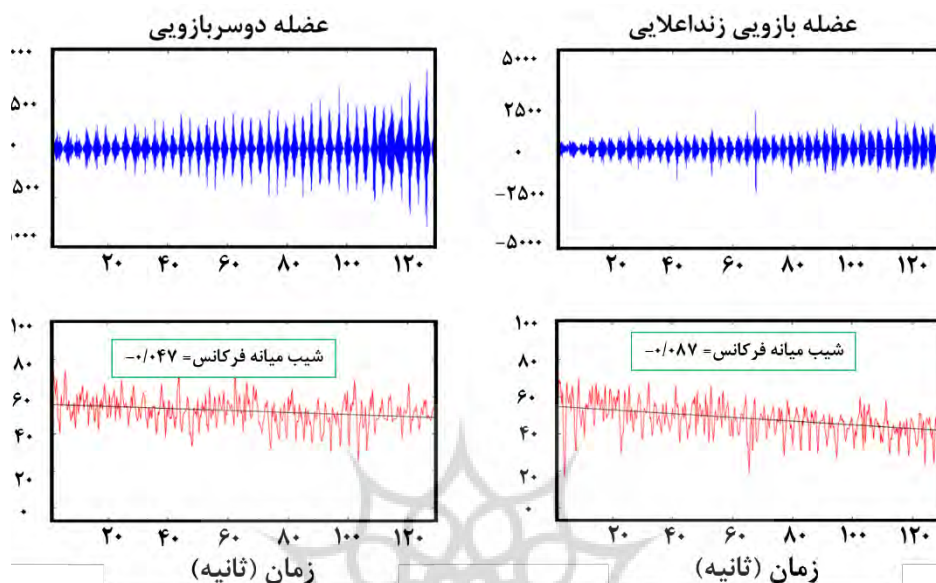 عضله بازویی زنداعلایی
عضله دوسربازویی
۵۰۰۰
۲۵۰۰
۰
−۲۵۰۰
−۵۰۰۰
۲۰ ۴۰ ۶۰ ۸۰ ۱۰۰ ۱۲۰
۰۰۰
۵۰۰
۰
۵۰۰
۰۰۰
۲۰ ۴۰ ۶۰ ۸۰ ۱۰۰ ۱۲۰
شیب میانه فرکانس= ۰/۰۸۷−
۱۰۰
۸۰
۶۰
۴۰
۲۰
۰
۲۰ ۴۰ ۶۰ ۸۰ ۱۰۰ ۱۲۰
زمان (ثانیه)
شیب میانه فرکانس= ۰/۰۴۷−
۱۰۰
۸۰
۶۰
۴۰
۲۰
۰
۲۰ ۴۰ ۶۰ ۸۰ ۱۰۰ ۱۲۰
زمان (ثانیه)